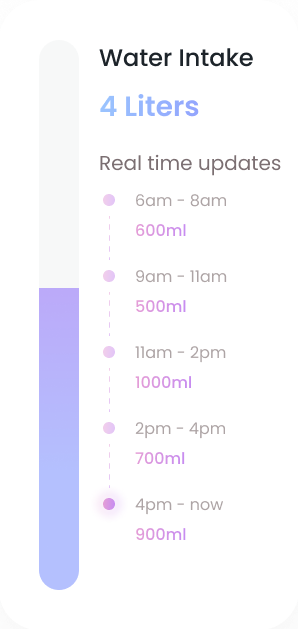 Water Intake
4 Liters
Real time updates
6am - 8am
600ml
9am - 11am
500ml
11am - 2pm
1000ml
2pm - 4pm
700ml
4pm - now
900ml